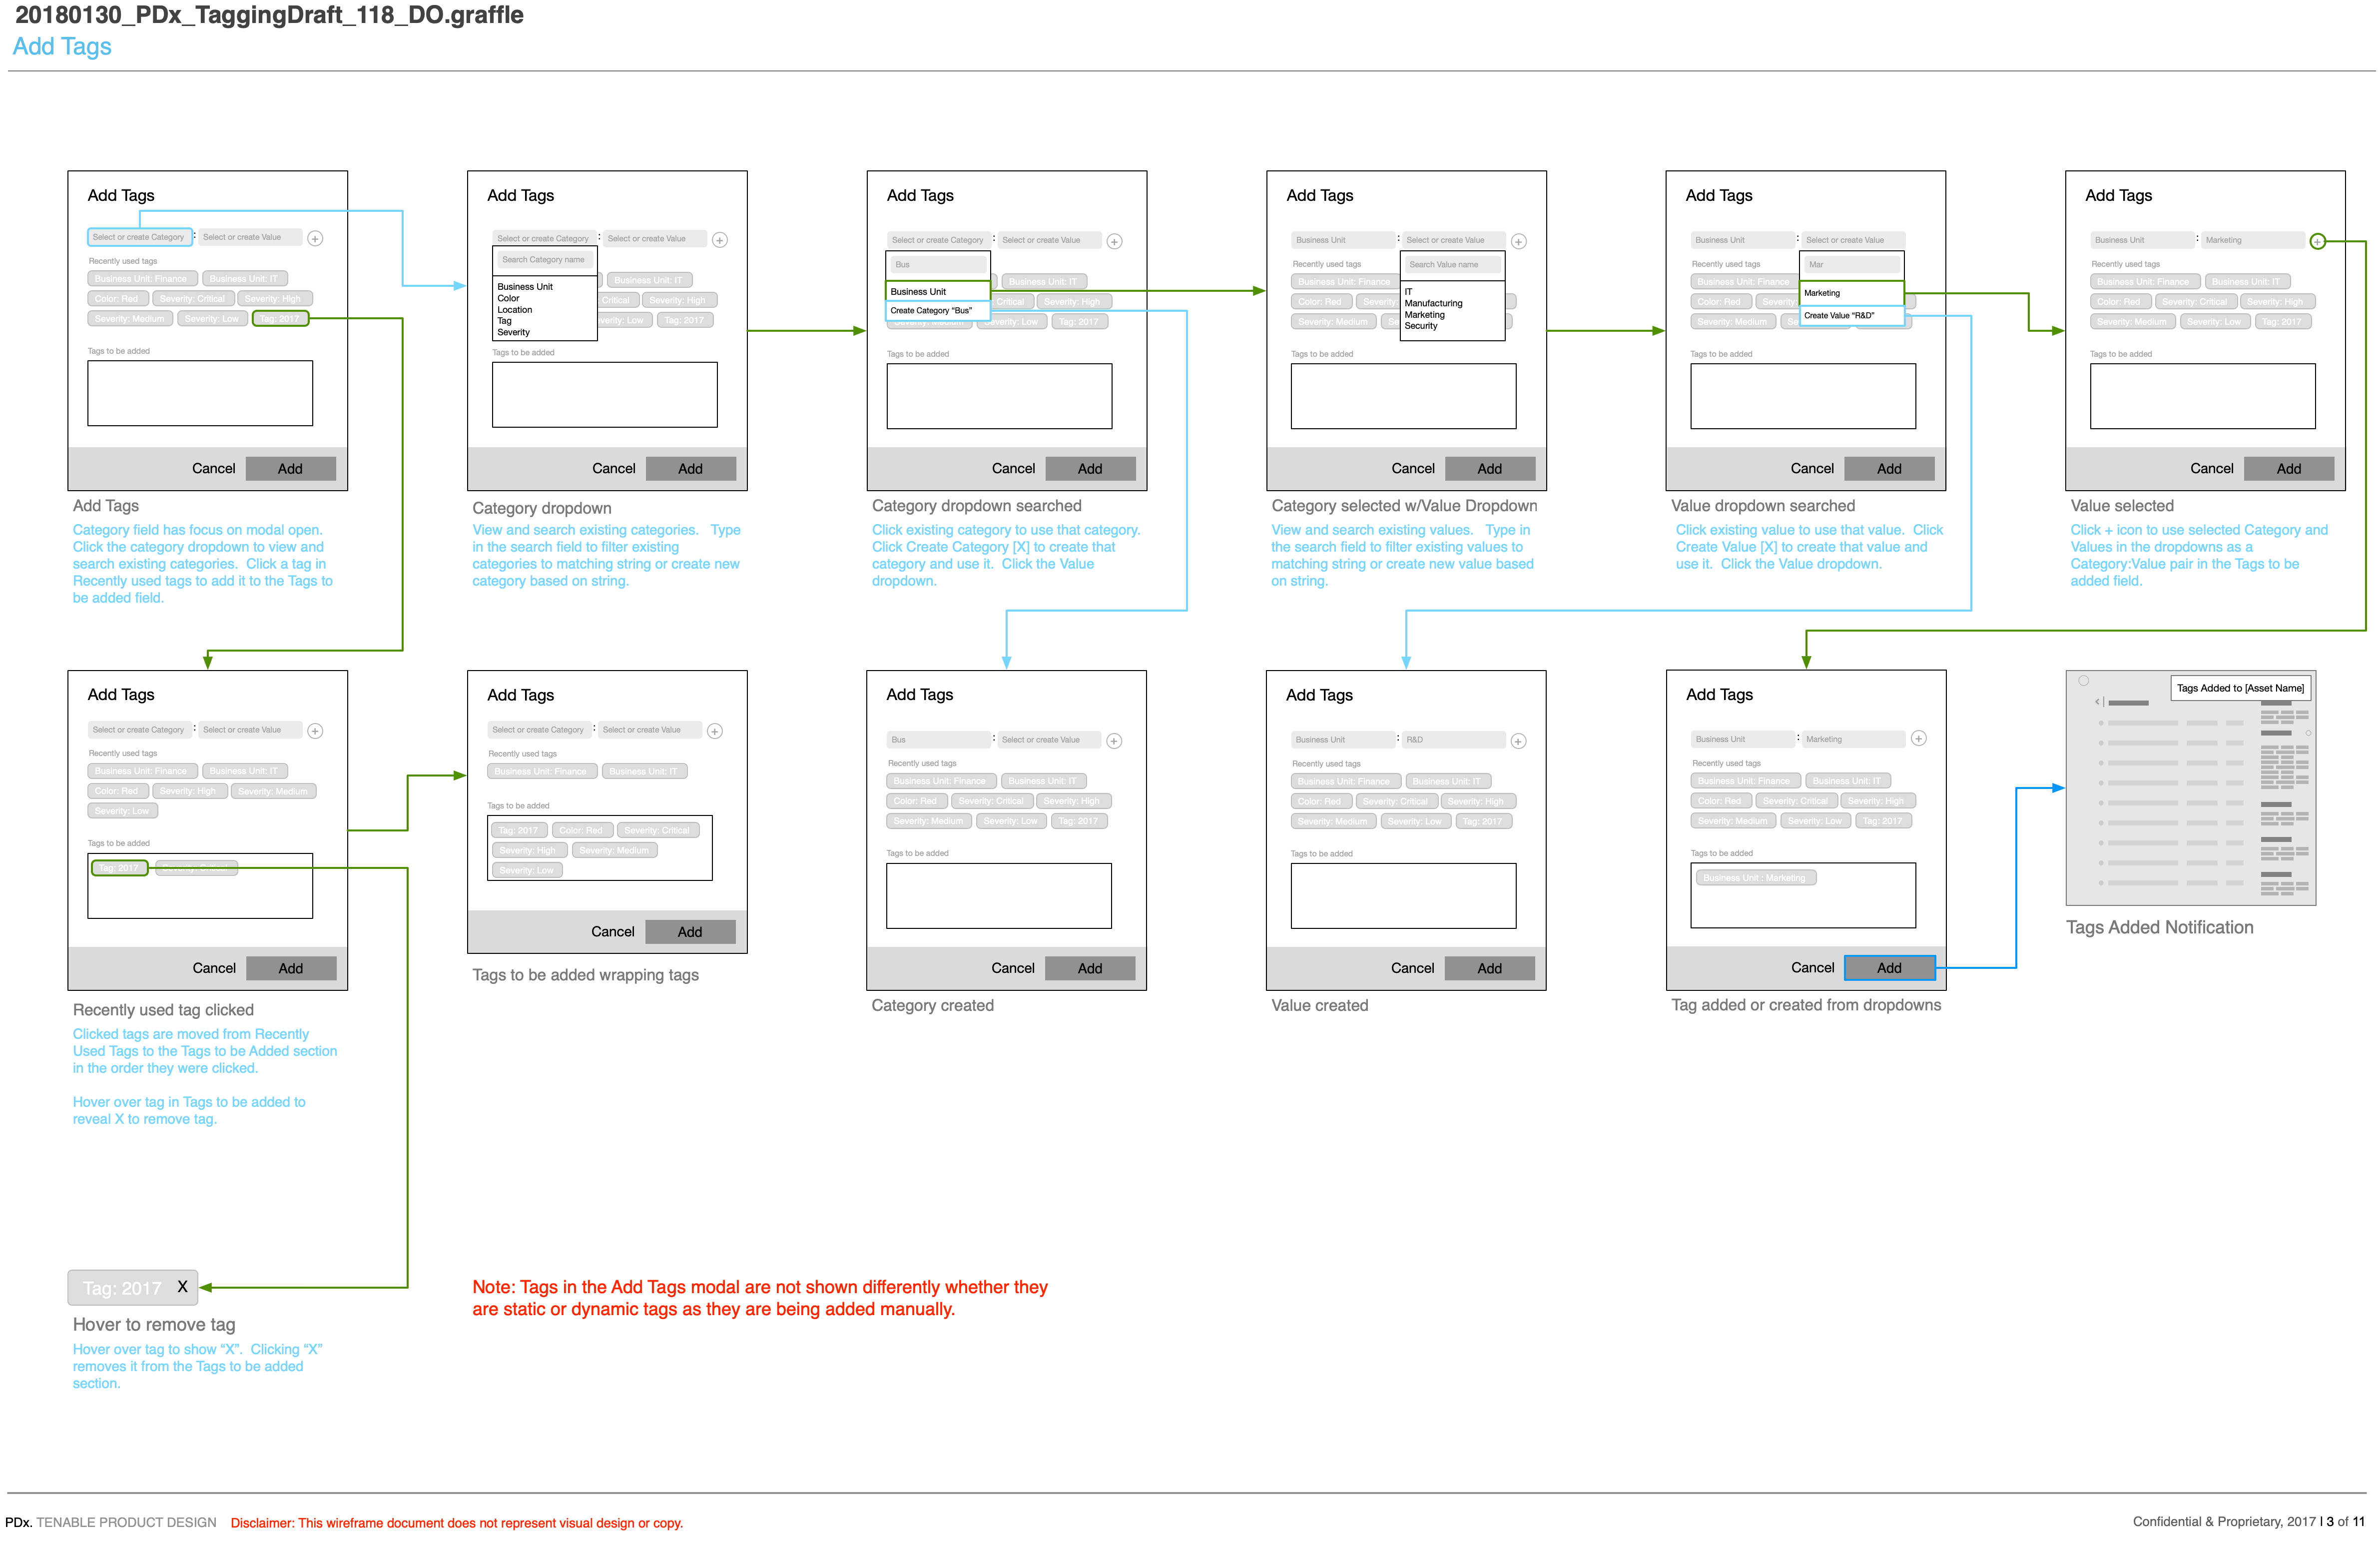 20180130_PDx_TaggingDraft_118_DO.graffle
Add Tags
Add Tags
Select or create Category : Select or create Value +
Recently used tags
Business Unit: Finance Business Unit: IT
Color: Red Severity: Critical Severity: High
Severity: Medium Severity: Low Tag: 2017
Tags to be added
Cancel Add
Add Tags
Category field has focus on modal open.
Click the category dropdown to view and
search existing categories. Click a tag in
Recently used tags to add it to the Tags to
be added field.
Add Tags
Select or create Category : Select or create Value +
Search Category name
Business Unit: IT
Business Unit
Color
Location
Tag
Severity
Critical Severity: High
verity: Low Tag: 2017
Tags to be added
Cancel Add
Category dropdown
View and search existing categories. Type
in the search field to filter existing
categories to matching string or create new
category based on string.
Add Tags
Select or create Category : Select or create Value +
Bus
Business Unit: IT
Business Unit
Critical Severity: High
Create Category “Bus”
Severity: Medium Severity: Low Tag: 2017
Tags to be added
Cancel Add
Category dropdown searched
Click existing category to use that category.
Click Create Category [X] to create that
category and use it. Click the Value
dropdown.
Add Tags
Business Unit : Select or create Value +
Recently used tags
Search Value name
Business Unit: Finance
Color: Red Severity:
Severity: Medium Se
IT
Manufacturing
Marketing
Security
Tags to be added
Cancel Add
Category selected w/Value Dropdown
View and search existing values. Type in
the search field to filter existing values to
matching string or create new value based
on string.
Add Tags
Business Unit : Select or create Value +
Recently used tags
Mar
Business Unit: Finance
Color: Red Severity
Severity: Medium Se
Marketing
Create Value “R&D”
Tags to be added
Cancel Add
Value dropdown searched
Click existing value to use that value. Click
Create Value [X] to create that value and
use it. Click the Value dropdown.
Add Tags
Business Unit : Marketing +
Recently used tags
Business Unit: Finance Business Unit: IT
Color: Red Severity: Critical Severity: High
Severity: Medium Severity: Low Tag: 2017
Tags to be added
Cancel Add
Value selected
Click + icon to use selected Category and
Values in the dropdowns as a
Category:Value pair in the Tags to be
added field.
Add Tags
Select or create Category : Select or create Value +
Recently used tags
Business Unit: Finance Business Unit: IT
Color: Red Severity: High Severity: Medium
Severity: Low
Tags to be added
Tag: 2017 Severity: Critical
Cancel Add
Recently used tag clicked
Clicked tags are moved from Recently
Used Tags to the Tags to be Added section
in the order they were clicked.
Hover over tag in Tags to be added to
reveal X to remove tag.
Add Tags
Select or create Category : Select or create Value +
Recently used tags
Business Unit: Finance Business Unit: IT
Tags to be added
Tag: 2017 Color: Red Severity: Critical
Severity: High Severity: Medium
Severity: Low
Cancel Add
Tags to be added wrapping tags
Add Tags
Bus : Select or create Value +
Recently used tags
Business Unit: Finance Business Unit: IT
Color: Red Severity: Critical Severity: High
Severity: Medium Severity: Low Tag: 2017
Tags to be added
Cancel Add
Category created
Add Tags
Business Unit : R&D +
Recently used tags
Business Unit: Finance Business Unit: IT
Color: Red Severity: Critical Severity: High
Severity: Medium Severity: Low Tag: 2017
Tags to be added
Cancel Add
Value created
Add Tags
Business Unit : Marketing +
Recently used tags
Business Unit: Finance Business Unit: IT
Color: Red Severity: Critical Severity: High
Severity: Medium Severity: Low Tag: 2017
Tags to be added
Business Unit : Marketing
Cancel Add
Tag added or created from dropdowns
Tags Added to [Asset Name]
Tags Added Notification
Tag: 2017 X
Hover to remove tag
Hover over tag to show “X”. Clicking “X”
removes it from the Tags to be added
section.
Note: Tags in the Add Tags modal are not shown differently whether they
are static or dynamic tags as they are being added manually.
PDx. TENABLE PRODUCT DESIGN Disclaimer: This wireframe document does not represent visual design or copy.
Confidential & Proprietary, 2017 | 3 of 11